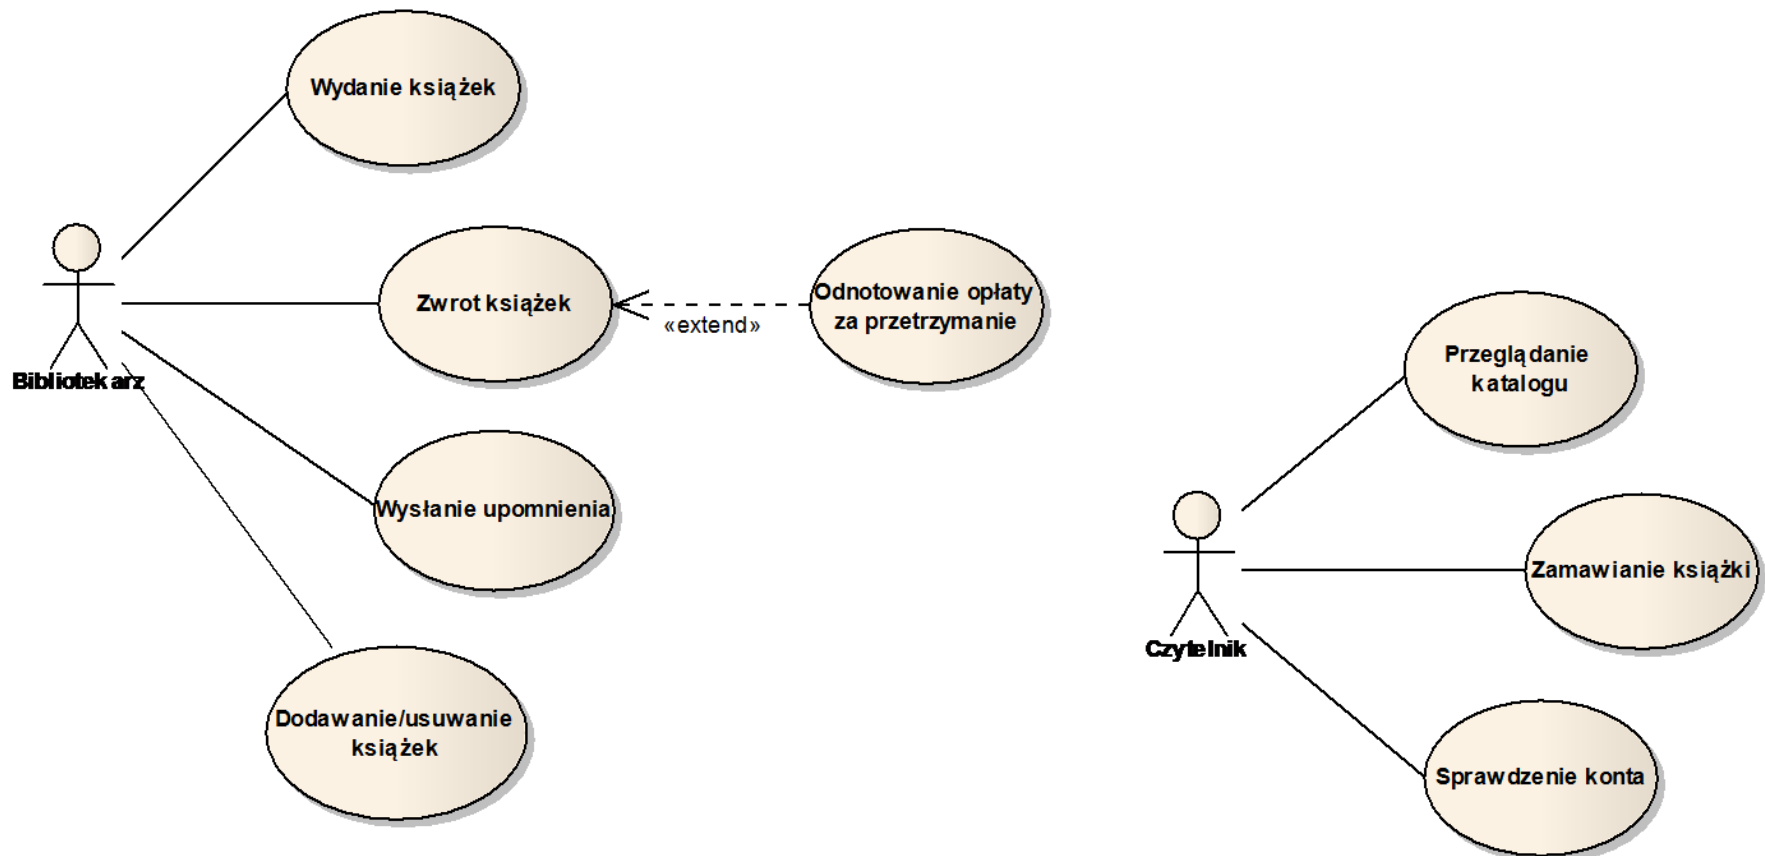 Wydanie książek
Zwrot książek
«extend»
Odnotowanie opłaty
za przetrzymanie
Bibliotekarz
Wysłanie upomnienia
Dodawanie/usuwanie
książek
Przeglądanie
katalogu
Zamawianie książki
Czytelnik
Sprawdzenie konta